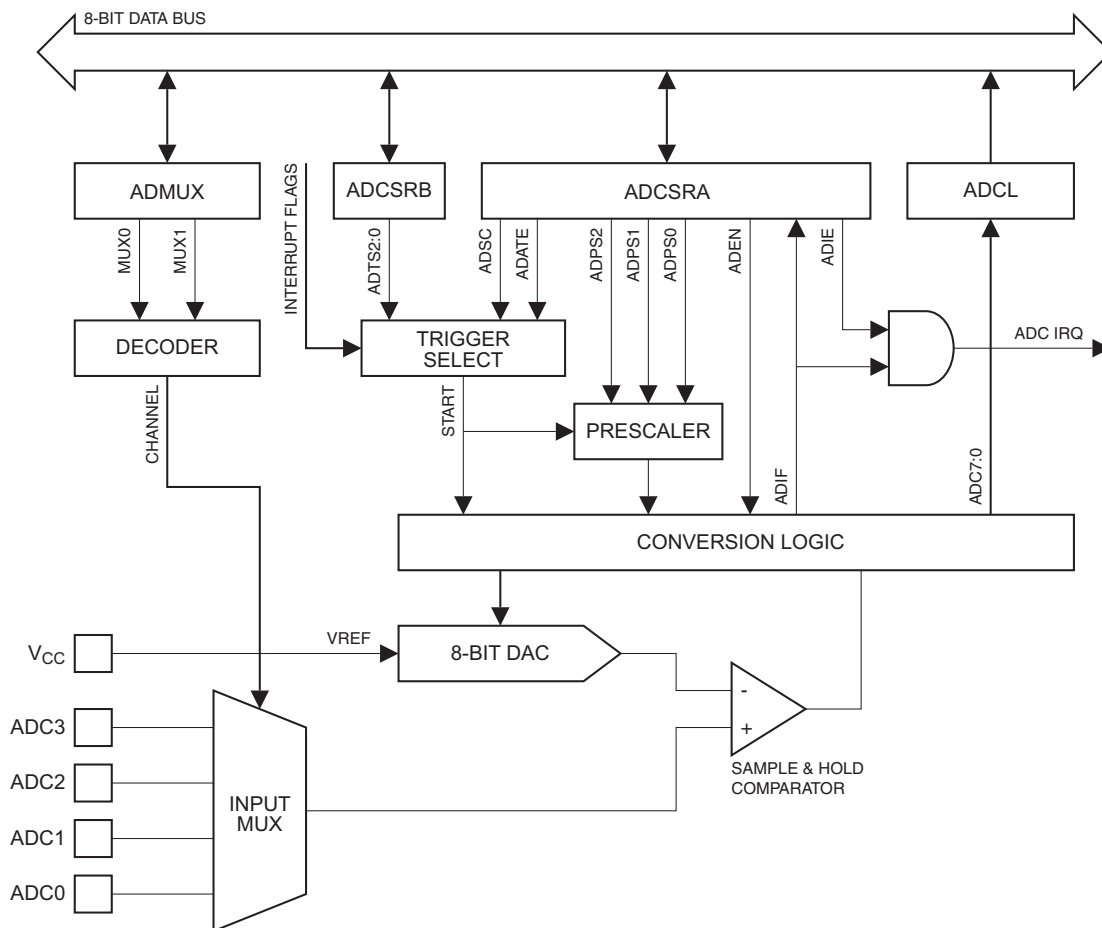 8-BIT DATA BUS
ADMUX
ADCSRB
ADCSRA
ADCL
INTERRUPT FLAGS
MUX0
MUX1
ADTS2:0
ADSC
ADATE
ADPS2
ADPS1
ADPS0
ADEN
ADIE
DECODER
TRIGGER
SELECT
ADC IRQ
CHANNEL
START
PRESCALER
ADIF
ADC7:0
CONVERSION LOGIC
VCC
VREF
8-BIT DAC
-
+
SAMPLE & HOLD
COMPARATOR
ADC3
ADC2
ADC1
ADC0
INPUT
MUX